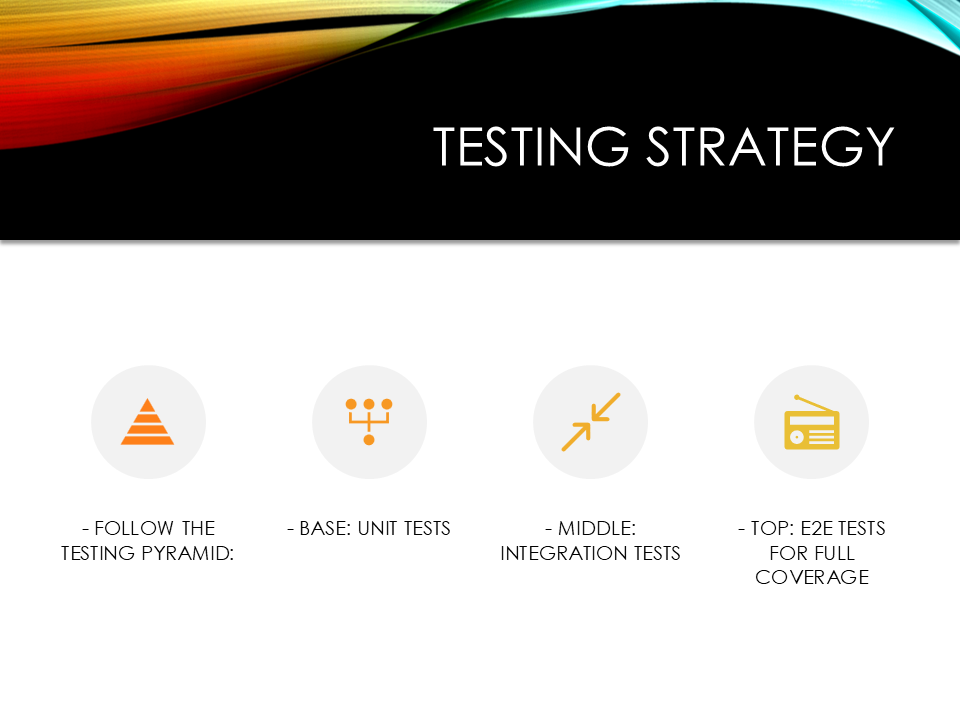 TESTING STRATEGY
- FOLLOW THE
TESTING PYRAMID:
- BASE: UNIT TESTS
- MIDDLE:
INTEGRATION TESTS
- TOP: E2E TESTS
FOR FULL
COVERAGE